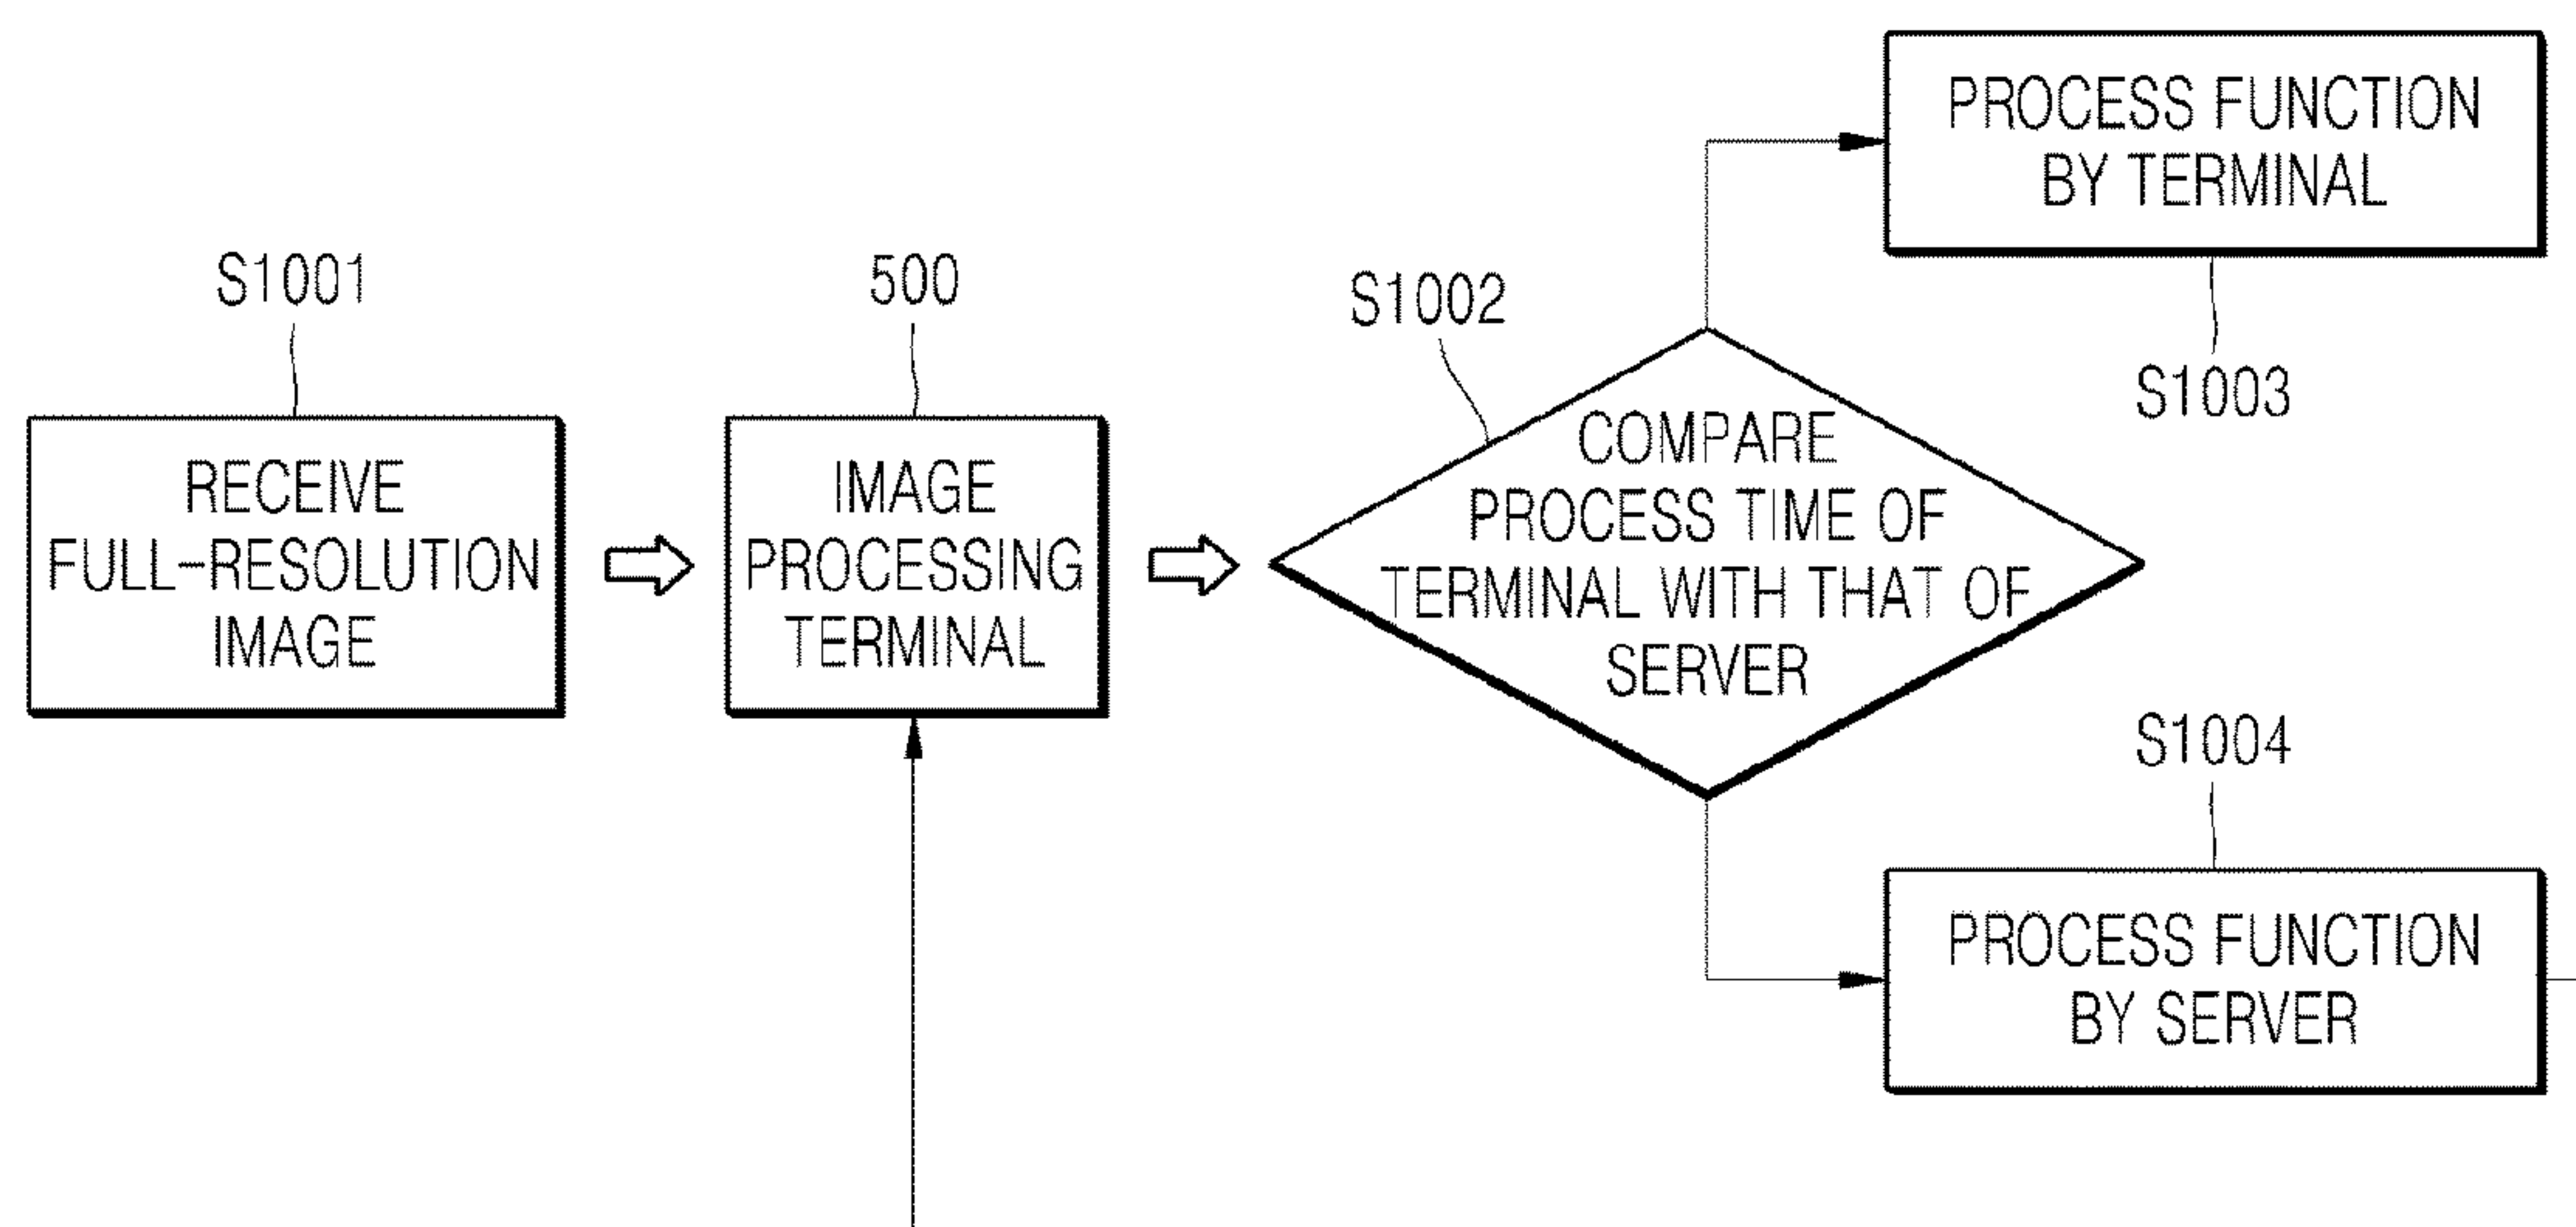 S1001
RECEIVE
FULL-RESOLUTION
IMAGE
500
IMAGE
PROCESSING
TERMINAL
S1002
COMPARE
PROCESS TIME OF
TERMINAL WITH THAT OF
SERVER
PROCESS FUNCTION
BY TERMINAL
S1003
S1004
PROCESS FUNCTION
BY SERVER